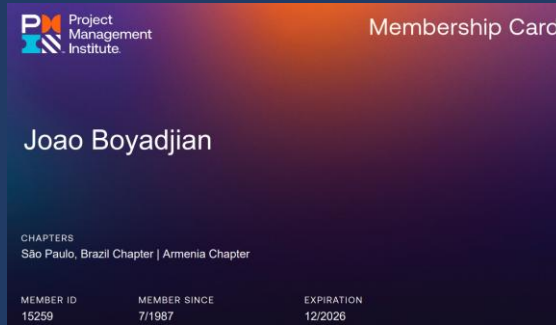 Project
Management
Institute.
Membership Card
Joao Boyadjian
CHAPTERS
São Paulo, Brazil Chapter | Armenia Chapter
MEMBER ID
MEMBER SINCE
EXPIRATION
15259
7/1987
12/2026